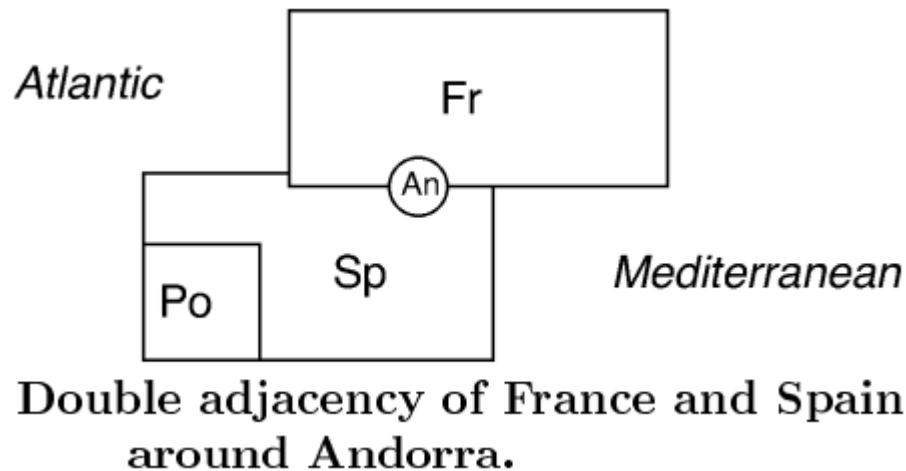 Atlantic
Fr
An
Sp
Mediterranean
Po
Double adjacency of France and Spain
around Andorra.